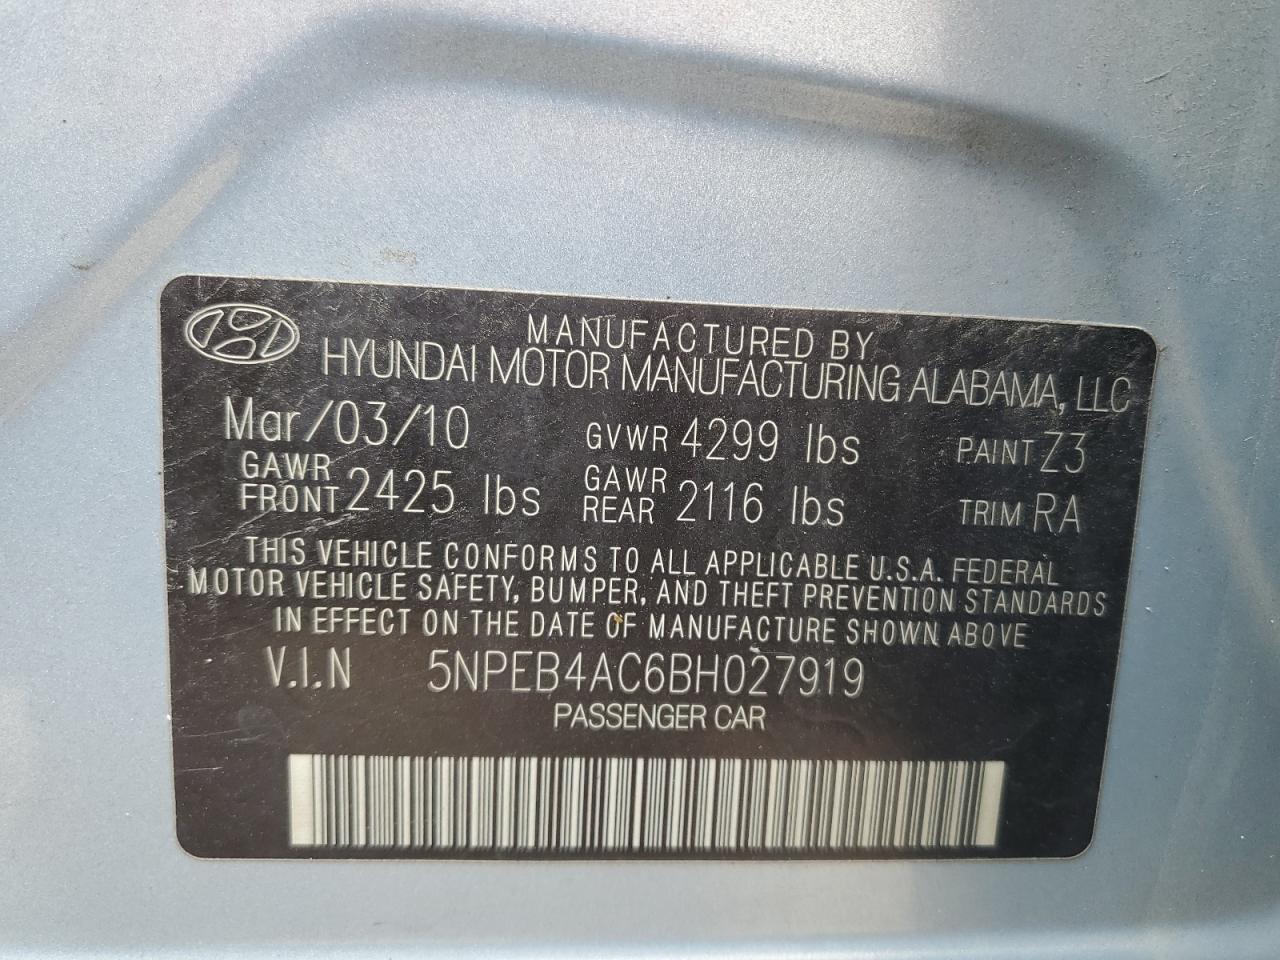 MANUFACTURED BY
HYUNDAI MOTOR MANUFACTURING ALABAMA, LLC
Mar/03/10 GVWR 4299 lbs PAINT Z3
GAWR FRONT 2425 lbs GAWR REAR 2116 lbs TRIM RA
THIS VEHICLE CONFORMS TO ALL APPLICABLE U.S.A. FEDERAL
MOTOR VEHICLE SAFETY, BUMPER, AND THEFT PREVENTION STANDARDS
IN EFFECT ON THE DATE OF MANUFACTURE SHOWN ABOVE
V.I.N 5NPEB4AC6BH027919
PASSENGER CAR